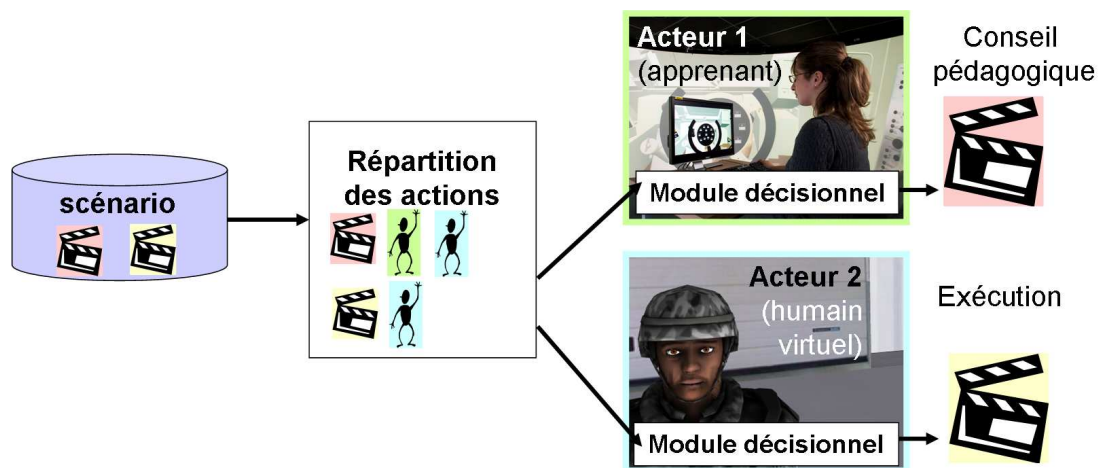 scénario
Répartition
des actions
Acteur 1
(apprenant)
Module décisionnel
Conseil
pédagogique
Acteur 2
(humain
virtuel)
Module décisionnel
Exécution